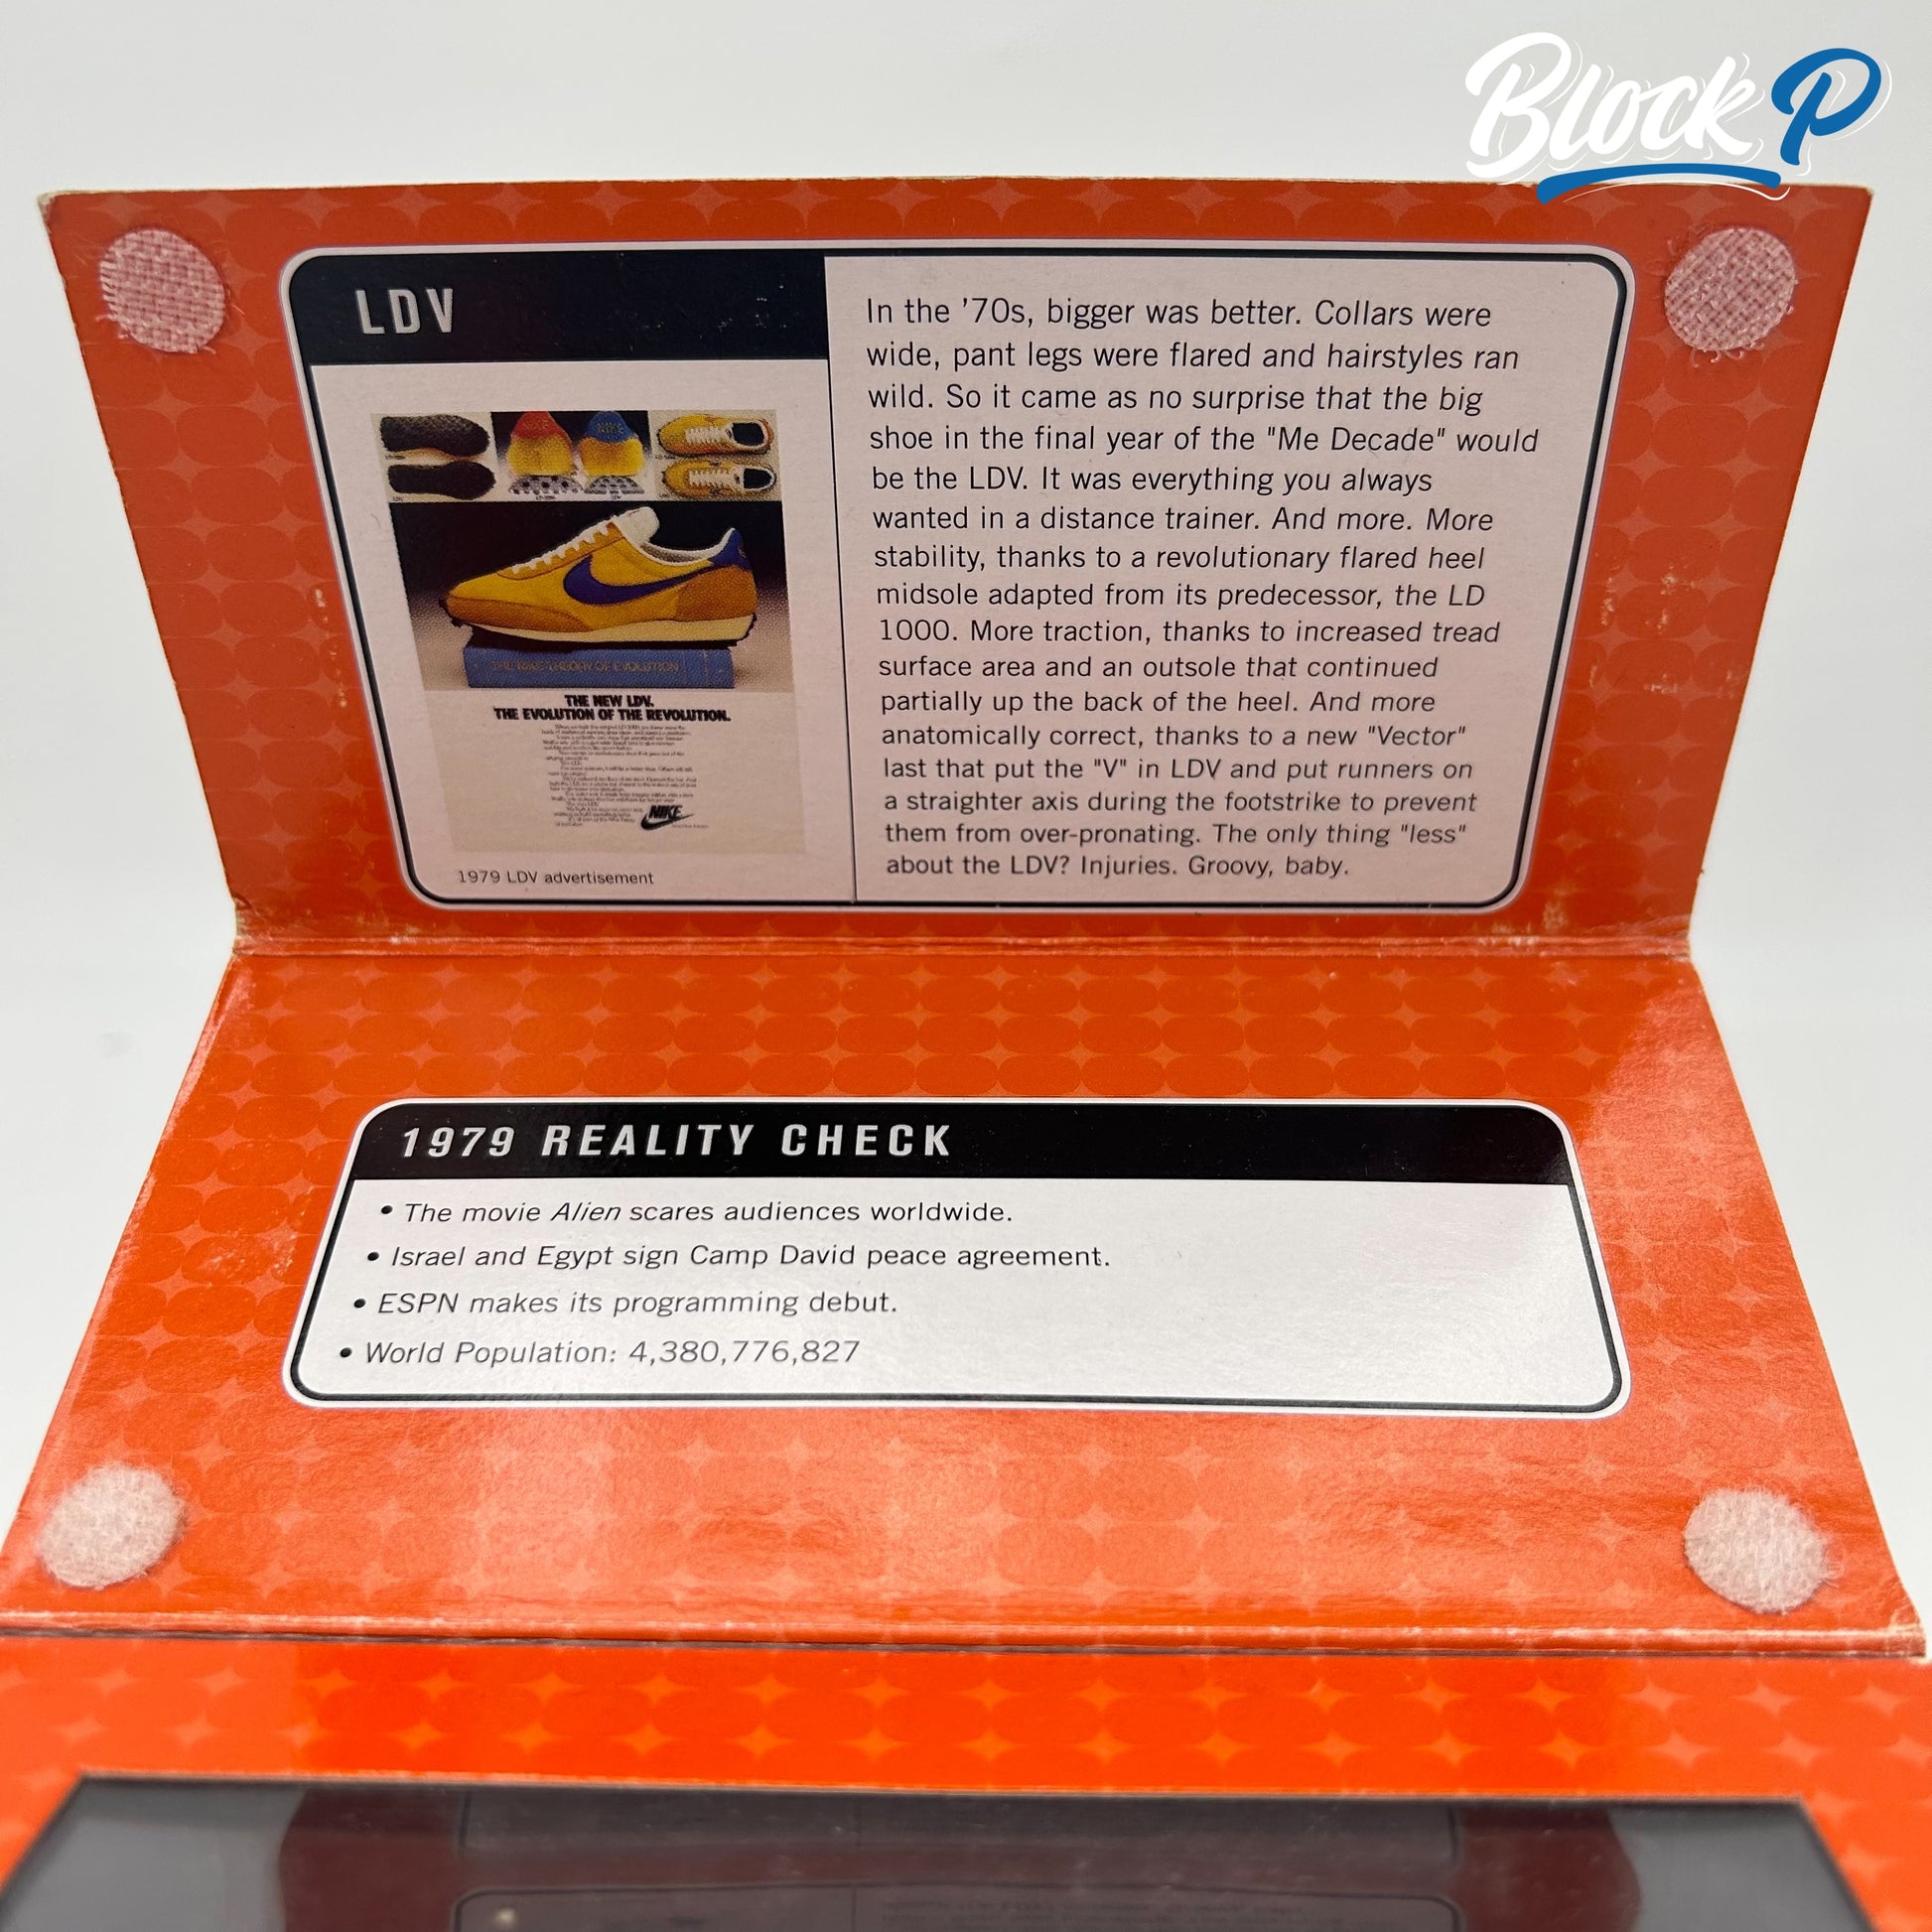 Block P
LDV
NIKE
THE NIKE THEORY OF EVOLUTION
THE NEW LDV.
THE EVOLUTION OF THE REVOLUTION.
NIKE
1979 LDV advertisement
In the '70s, bigger was better. Collars were
wide, pant legs were flared and hairstyles ran
wild. So it came as no surprise that the big
shoe in the final year of the "Me Decade" would
be the LDV. It was everything you always
wanted in a distance trainer. And more. More
stability, thanks to a revolutionary flared heel
midsole adapted from its predecessor, the LD
1000. More traction, thanks to increased tread
surface area and an outsole that continued
partially up the back of the heel. And more
anatomically correct, thanks to a new "Vector"
last that put the "V" in LDV and put runners on
a straighter axis during the footstrike to prevent
them from over-pronating. The only thing "less"
about the LDV? Injuries. Groovy, baby.
1979 REALITY CHECK
• The movie Alien scares audiences worldwide.
• Israel and Egypt sign Camp David peace agreement.
• ESPN makes its programming debut.
• World Population: 4,380,776,827